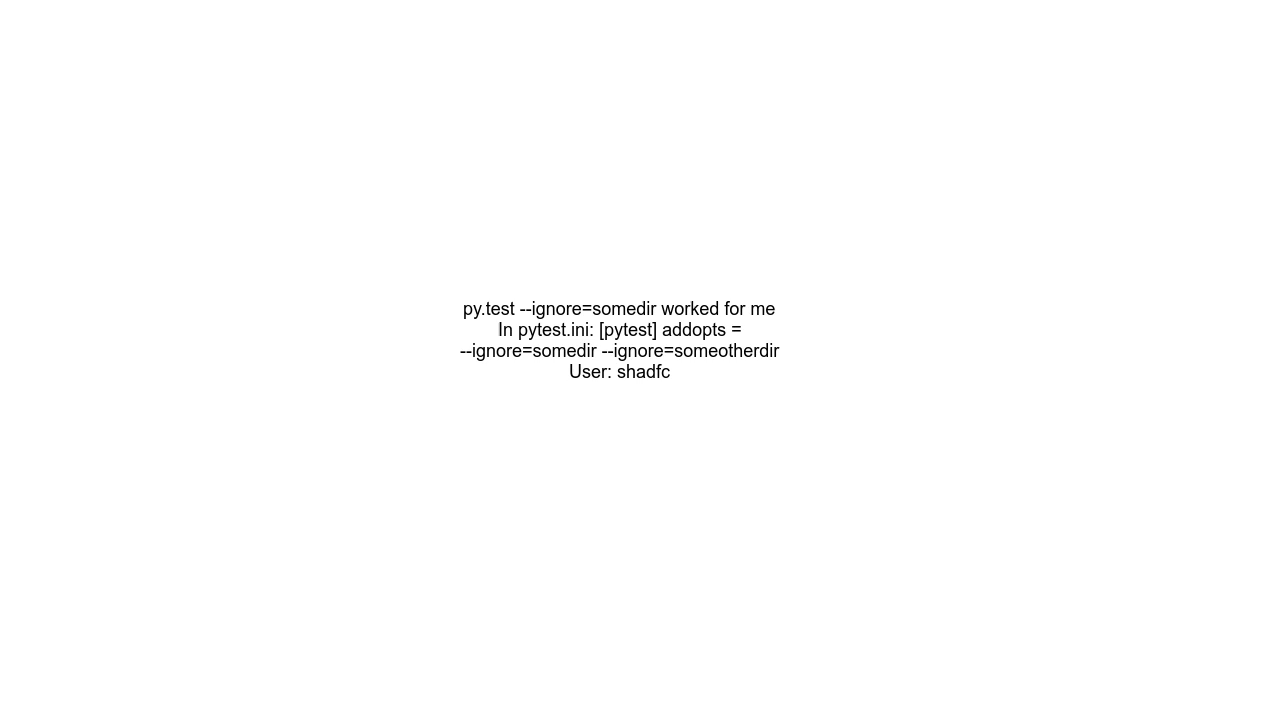 py.test --ignore=somedir worked for me
In pytest.ini: [pytest] addopts =
--ignore=somedir --ignore=someotherdir
User: shadfc